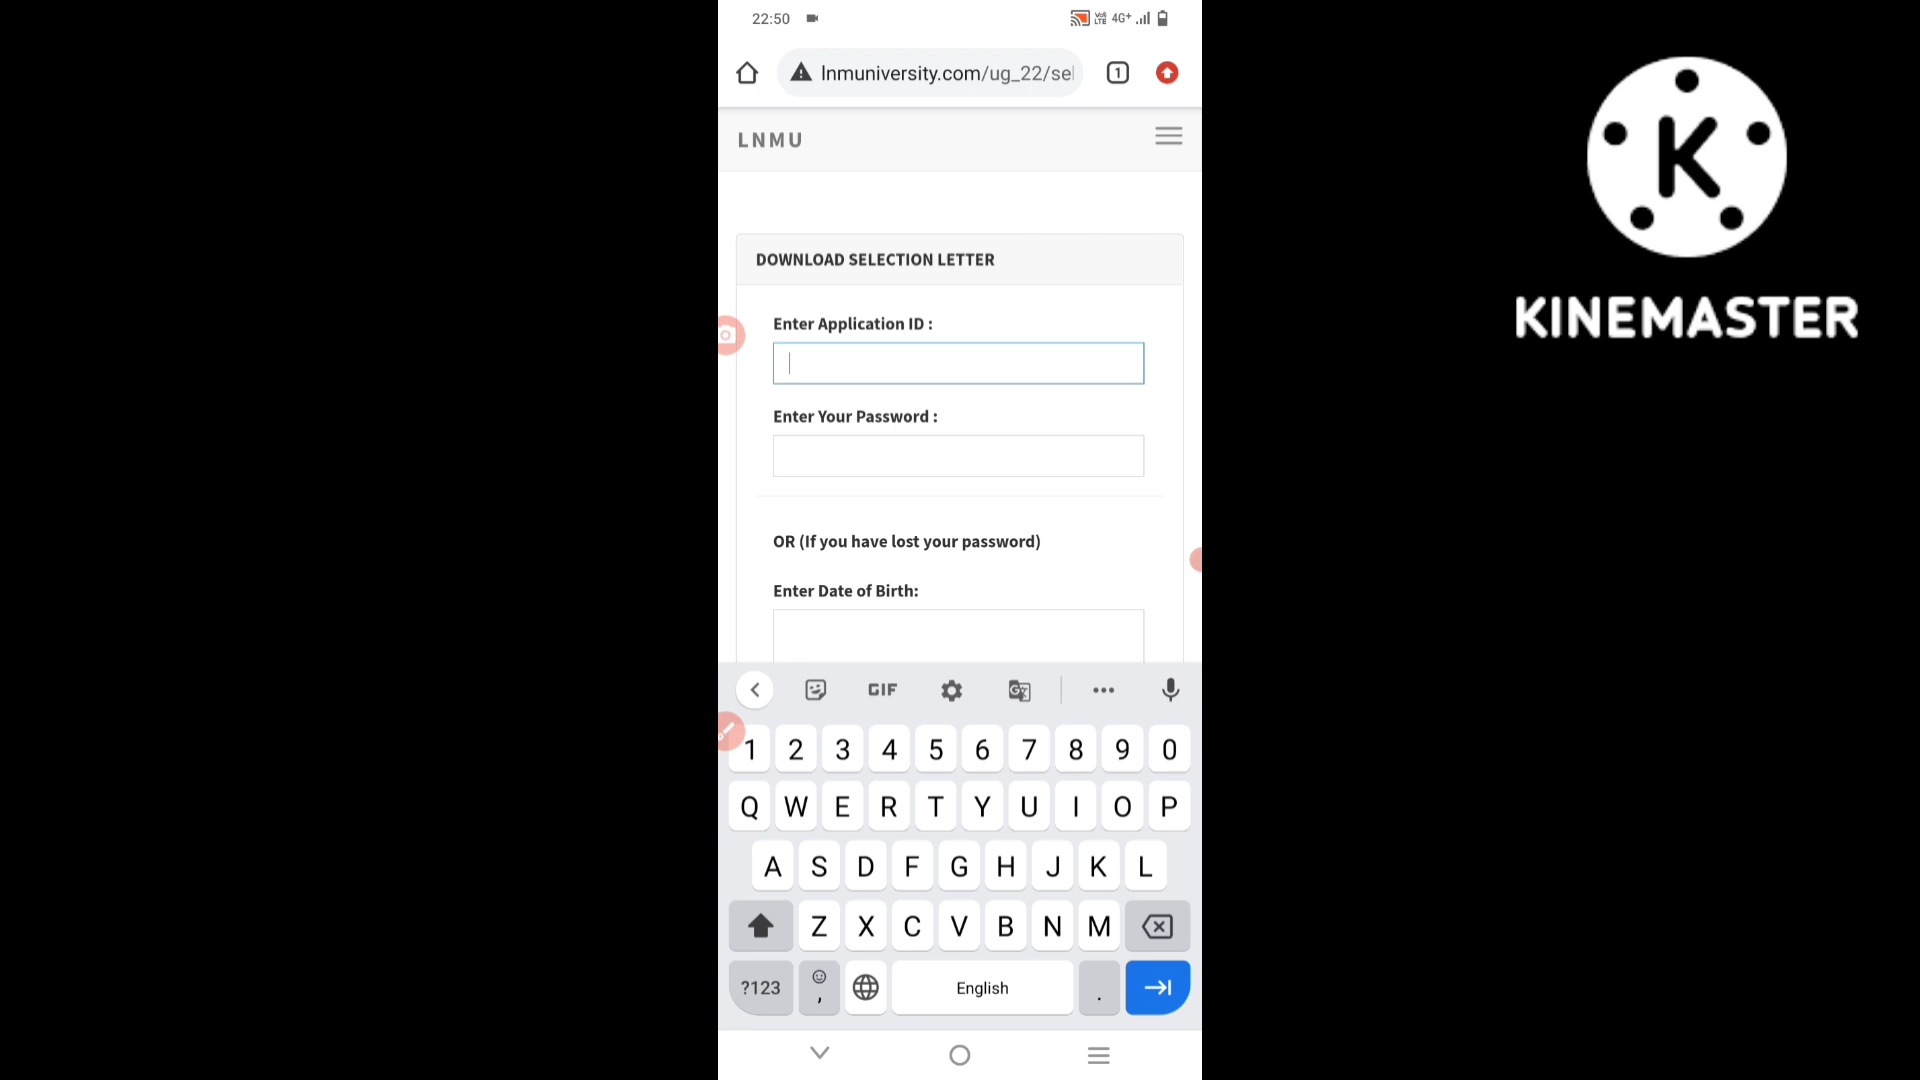 22:50
Vo) LTE 4G+
lnmuniversity.com/ug_22/sel
1
LNMU
DOWNLOAD SELECTION LETTER
Enter Application ID :
Enter Your Password :
OR (If you have lost your password)
Enter Date of Birth:
GIF
1 2 3 4 5 6 7 8 9 0
Q W E R T Y U I O P
A S D F G H J K L
Z X C V B N M
?123 , English .
K
KINEMASTER